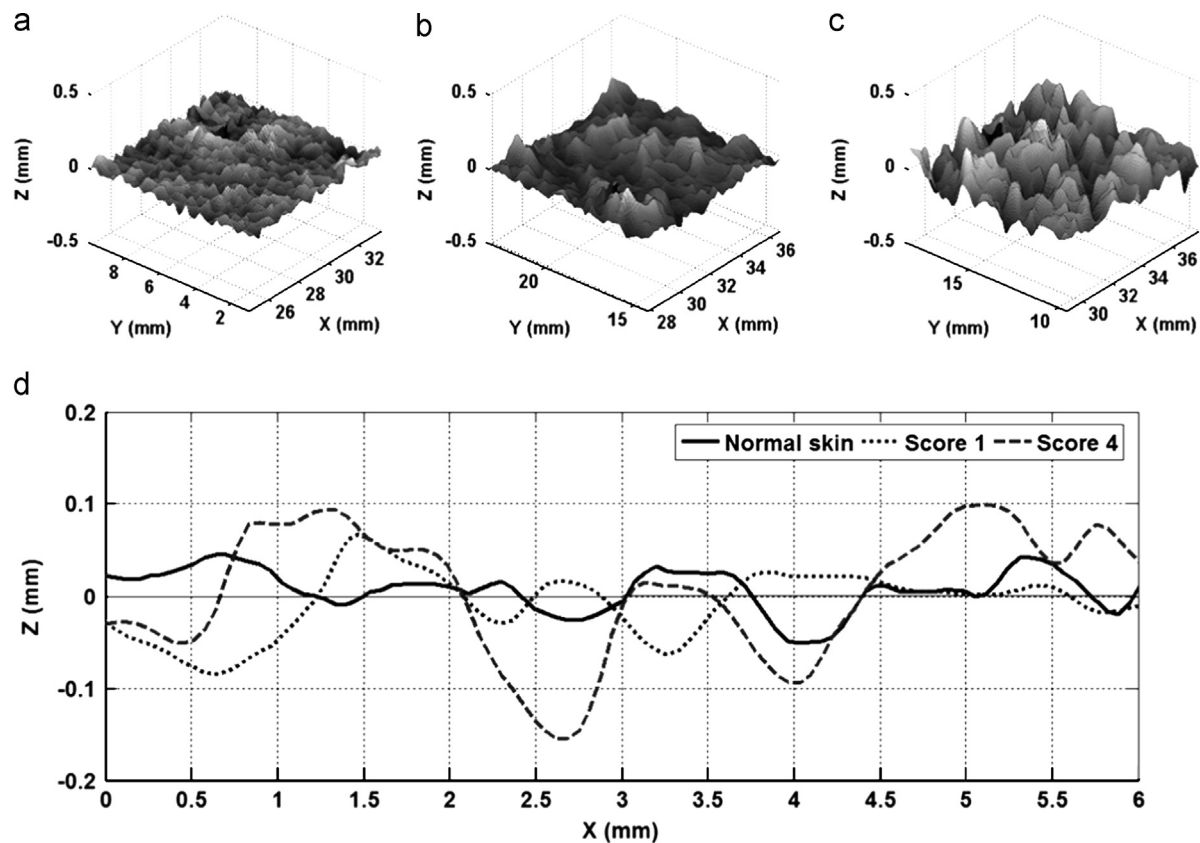 a
b
c
0.5
0
-0.5
Z (mm)
8
6
4
2
Y (mm)
26
28
30
32
X (mm)
0.5
0
-0.5
Z (mm)
20
15
Y (mm)
28
30
32
34
36
X (mm)
0.5
0
-0.5
Z (mm)
15
10
Y (mm)
30
32
34
36
X (mm)
d
0.2
0.1
0
-0.1
-0.2
Z (mm)
Normal skin Score 1 Score 4
0 0.5 1 1.5 2 2.5 3 3.5 4 4.5 5 5.5 6
X (mm)